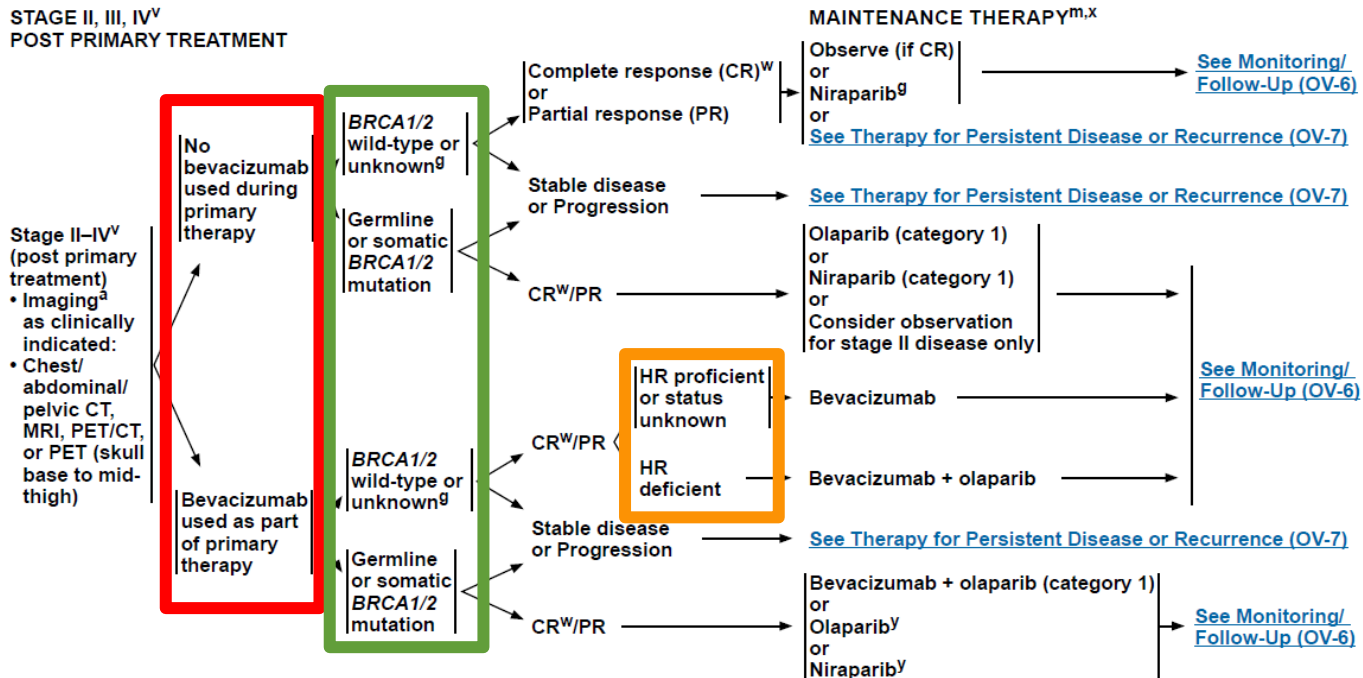 STAGE II, III, IVv
POST PRIMARY TREATMENT
MAINTENANCE THERAPYm,x
Stage II–IVv
(post primary
treatment)
• Imaginga
as clinically
indicated:
• Chest/
abdominal/
pelvic CT,
MRI, PET/CT,
or PET (skull
base to mid-
thigh)
No
bevacizumab
used during
primary
therapy
BRCA1/2
wild-type or
unknowng
Germline
or somatic
BRCA1/2
mutation
Complete response (CR)w
or
Partial response (PR)
Observe (if CR)
or
Niraparibg
or
See Therapy for Persistent Disease or Recurrence (OV-7)
See Monitoring/
Follow-Up (OV-6)
Stable disease
or Progression
See Therapy for Persistent Disease or Recurrence (OV-7)
CRw/PR
Olaparib (category 1)
or
Niraparib (category 1)
or
Consider observation
for stage II disease only
Bevacizumab
used as part
of primary
therapy
BRCA1/2
wild-type or
unknowng
Germline
or somatic
BRCA1/2
mutation
CRw/PR
HR proficient
or status
unknown
Bevacizumab
HR
deficient
Bevacizumab + olaparib
See Monitoring/
Follow-Up (OV-6)
Stable disease
or Progression
See Therapy for Persistent Disease or Recurrence (OV-7)
CRw/PR
Bevacizumab + olaparib (category 1)
or
Olapariby
or
Nirapariby
See Monitoring/
Follow-Up (OV-6)